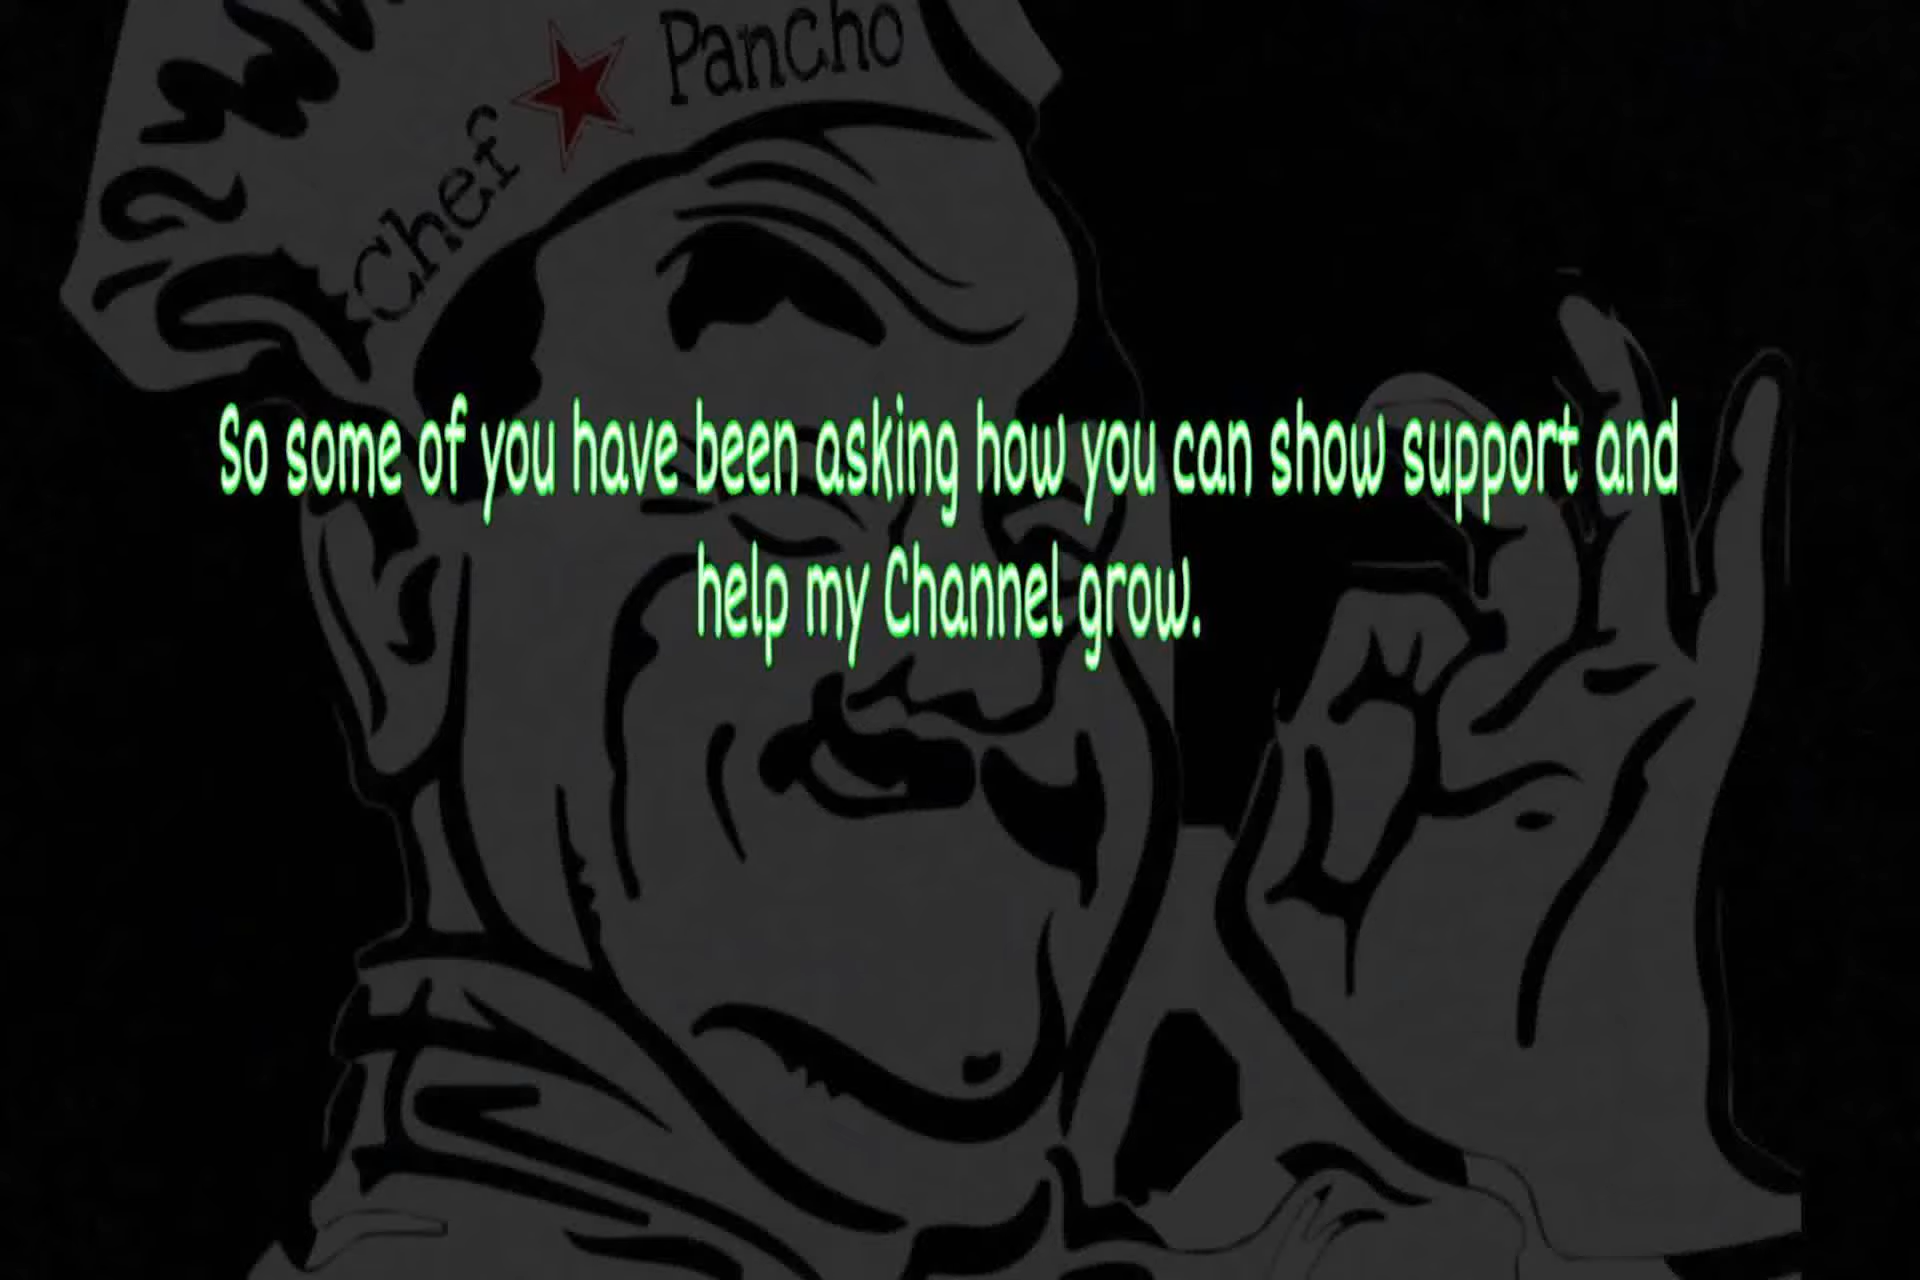 Chef Pancho
So some of you have been asking how you can show support and
help my Channel grow.